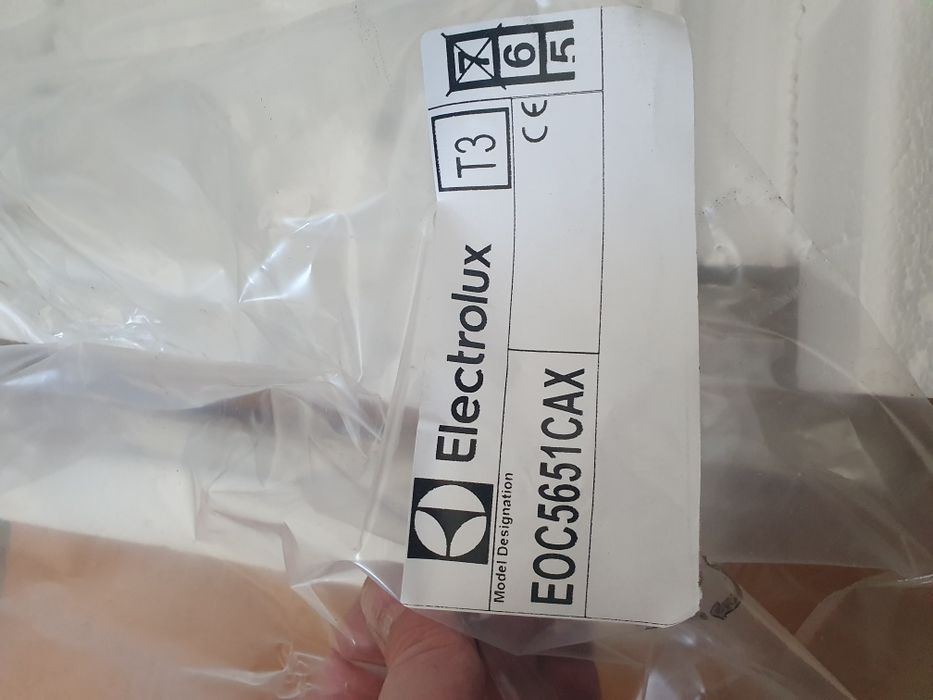 Electrolux
T3
7 6 5
Model Designation
EOC5651CAX
CE